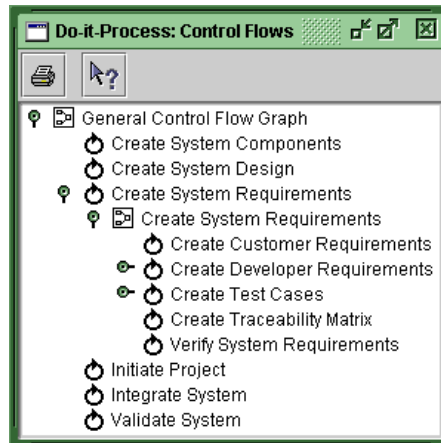 Do-it-Process: Control Flows
?
General Control Flow Graph
Create System Components
Create System Design
Create System Requirements
Create System Requirements
Create Customer Requirements
Create Developer Requirements
Create Test Cases
Create Traceability Matrix
Verify System Requirements
Initiate Project
Integrate System
Validate System